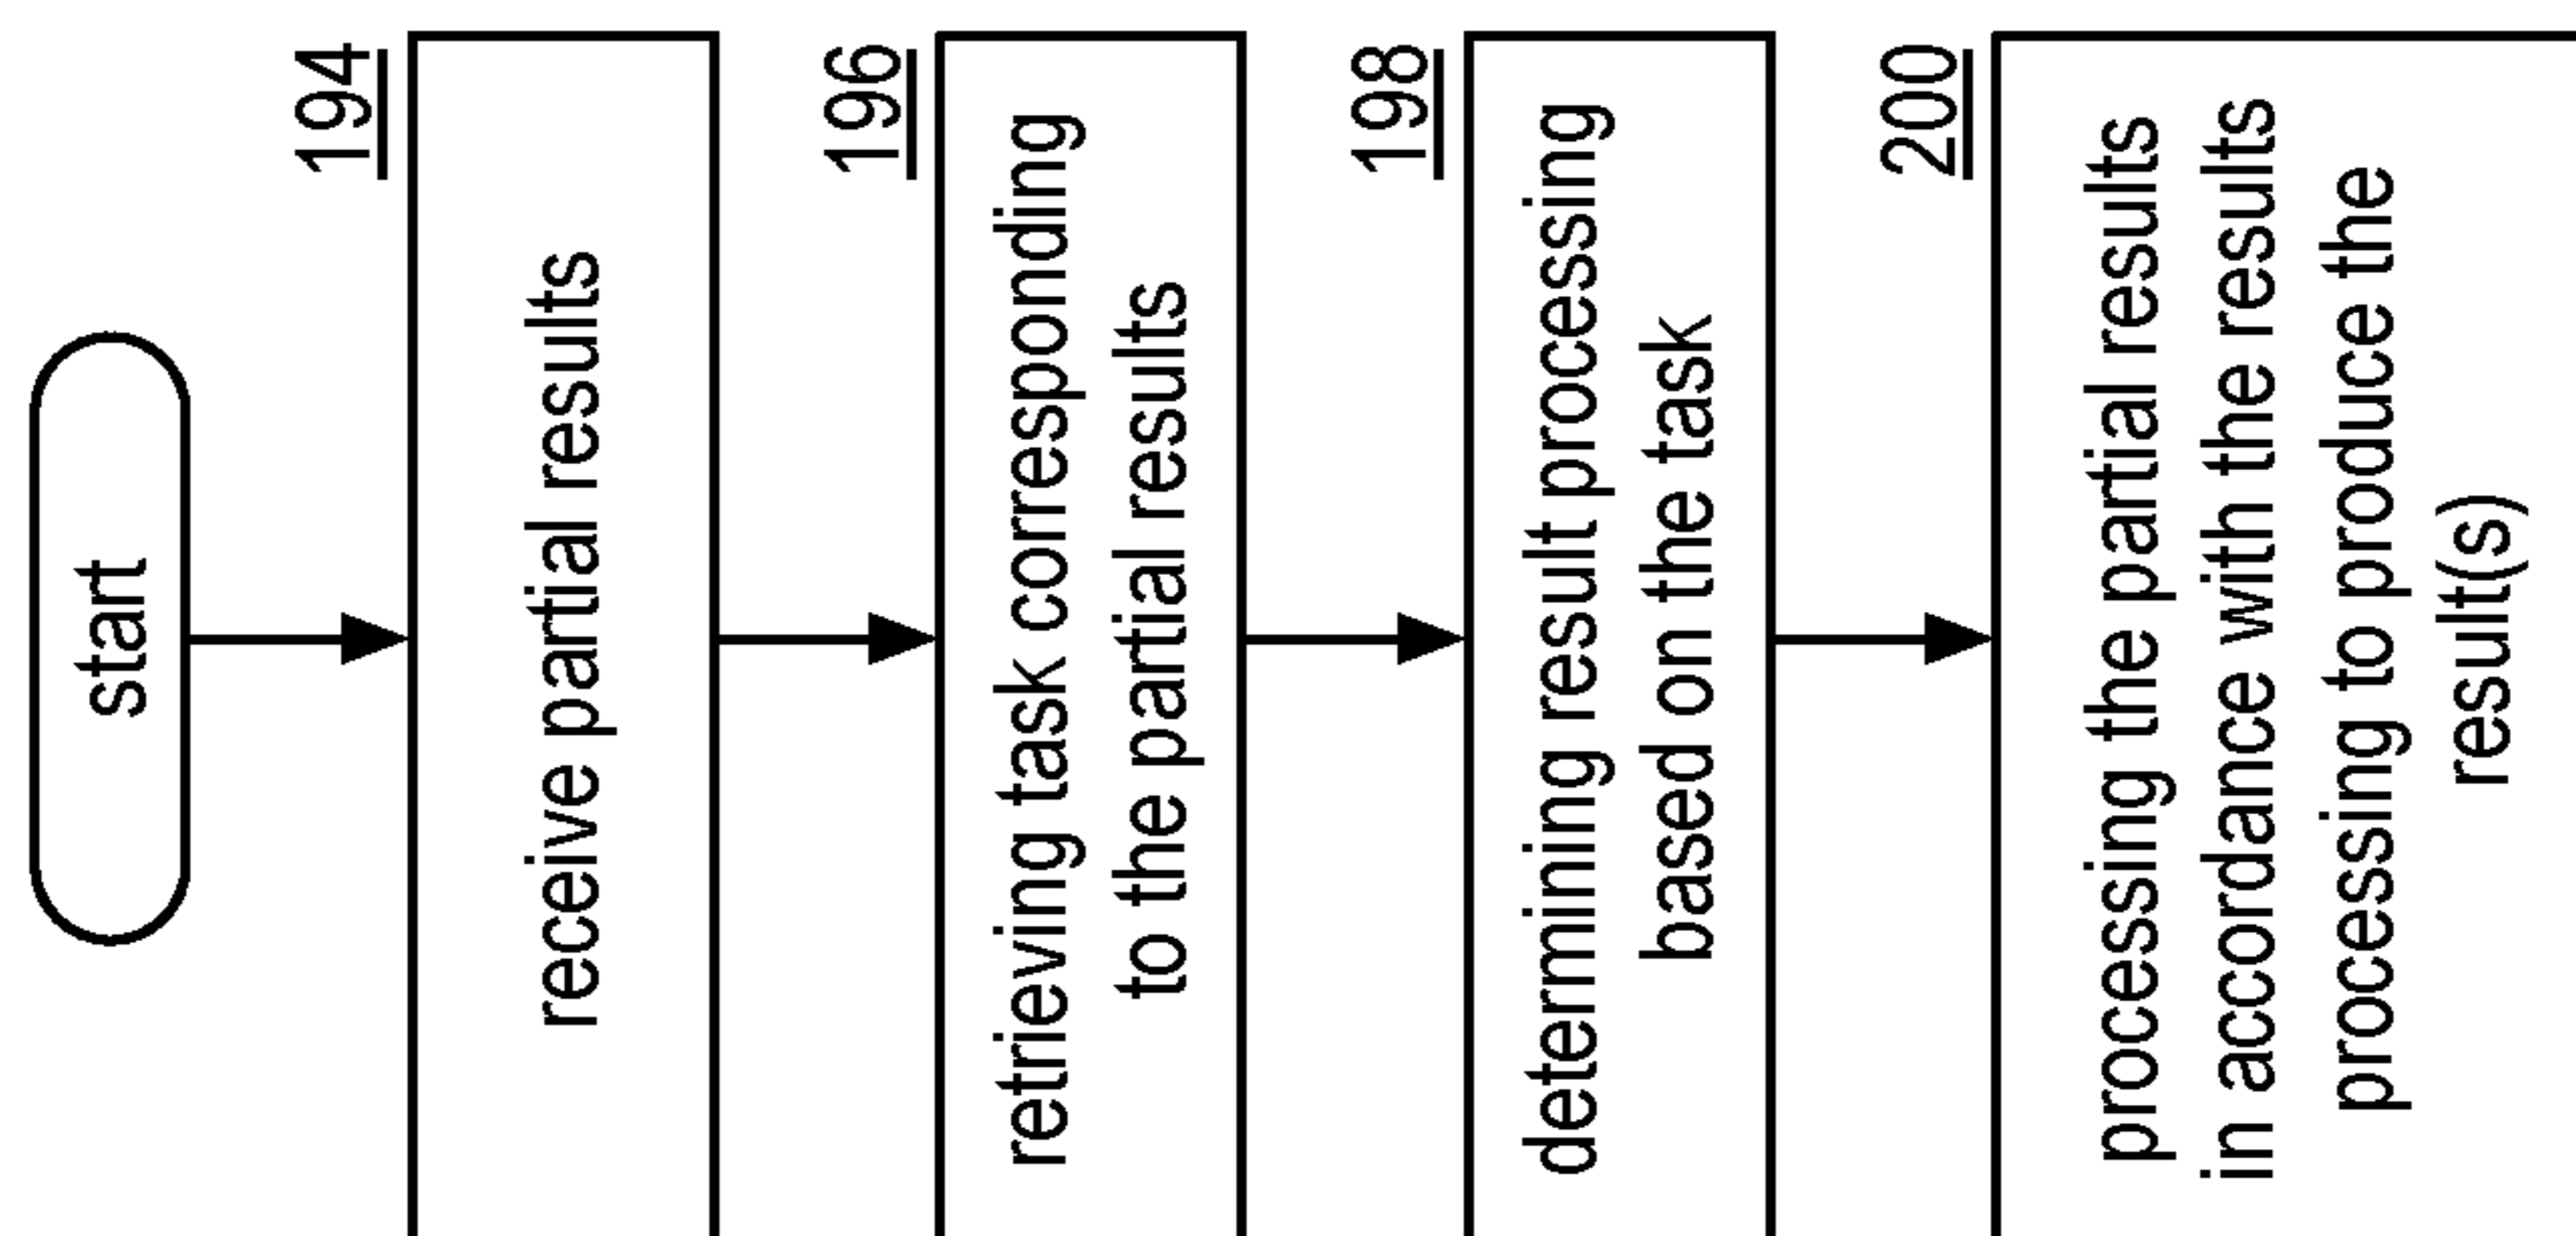 start
194
receive partial results
196
retrieving task corresponding
to the partial results
198
determining result processing
based on the task
200
processing the partial results
in accordance with the results
processing to produce the
result(s)